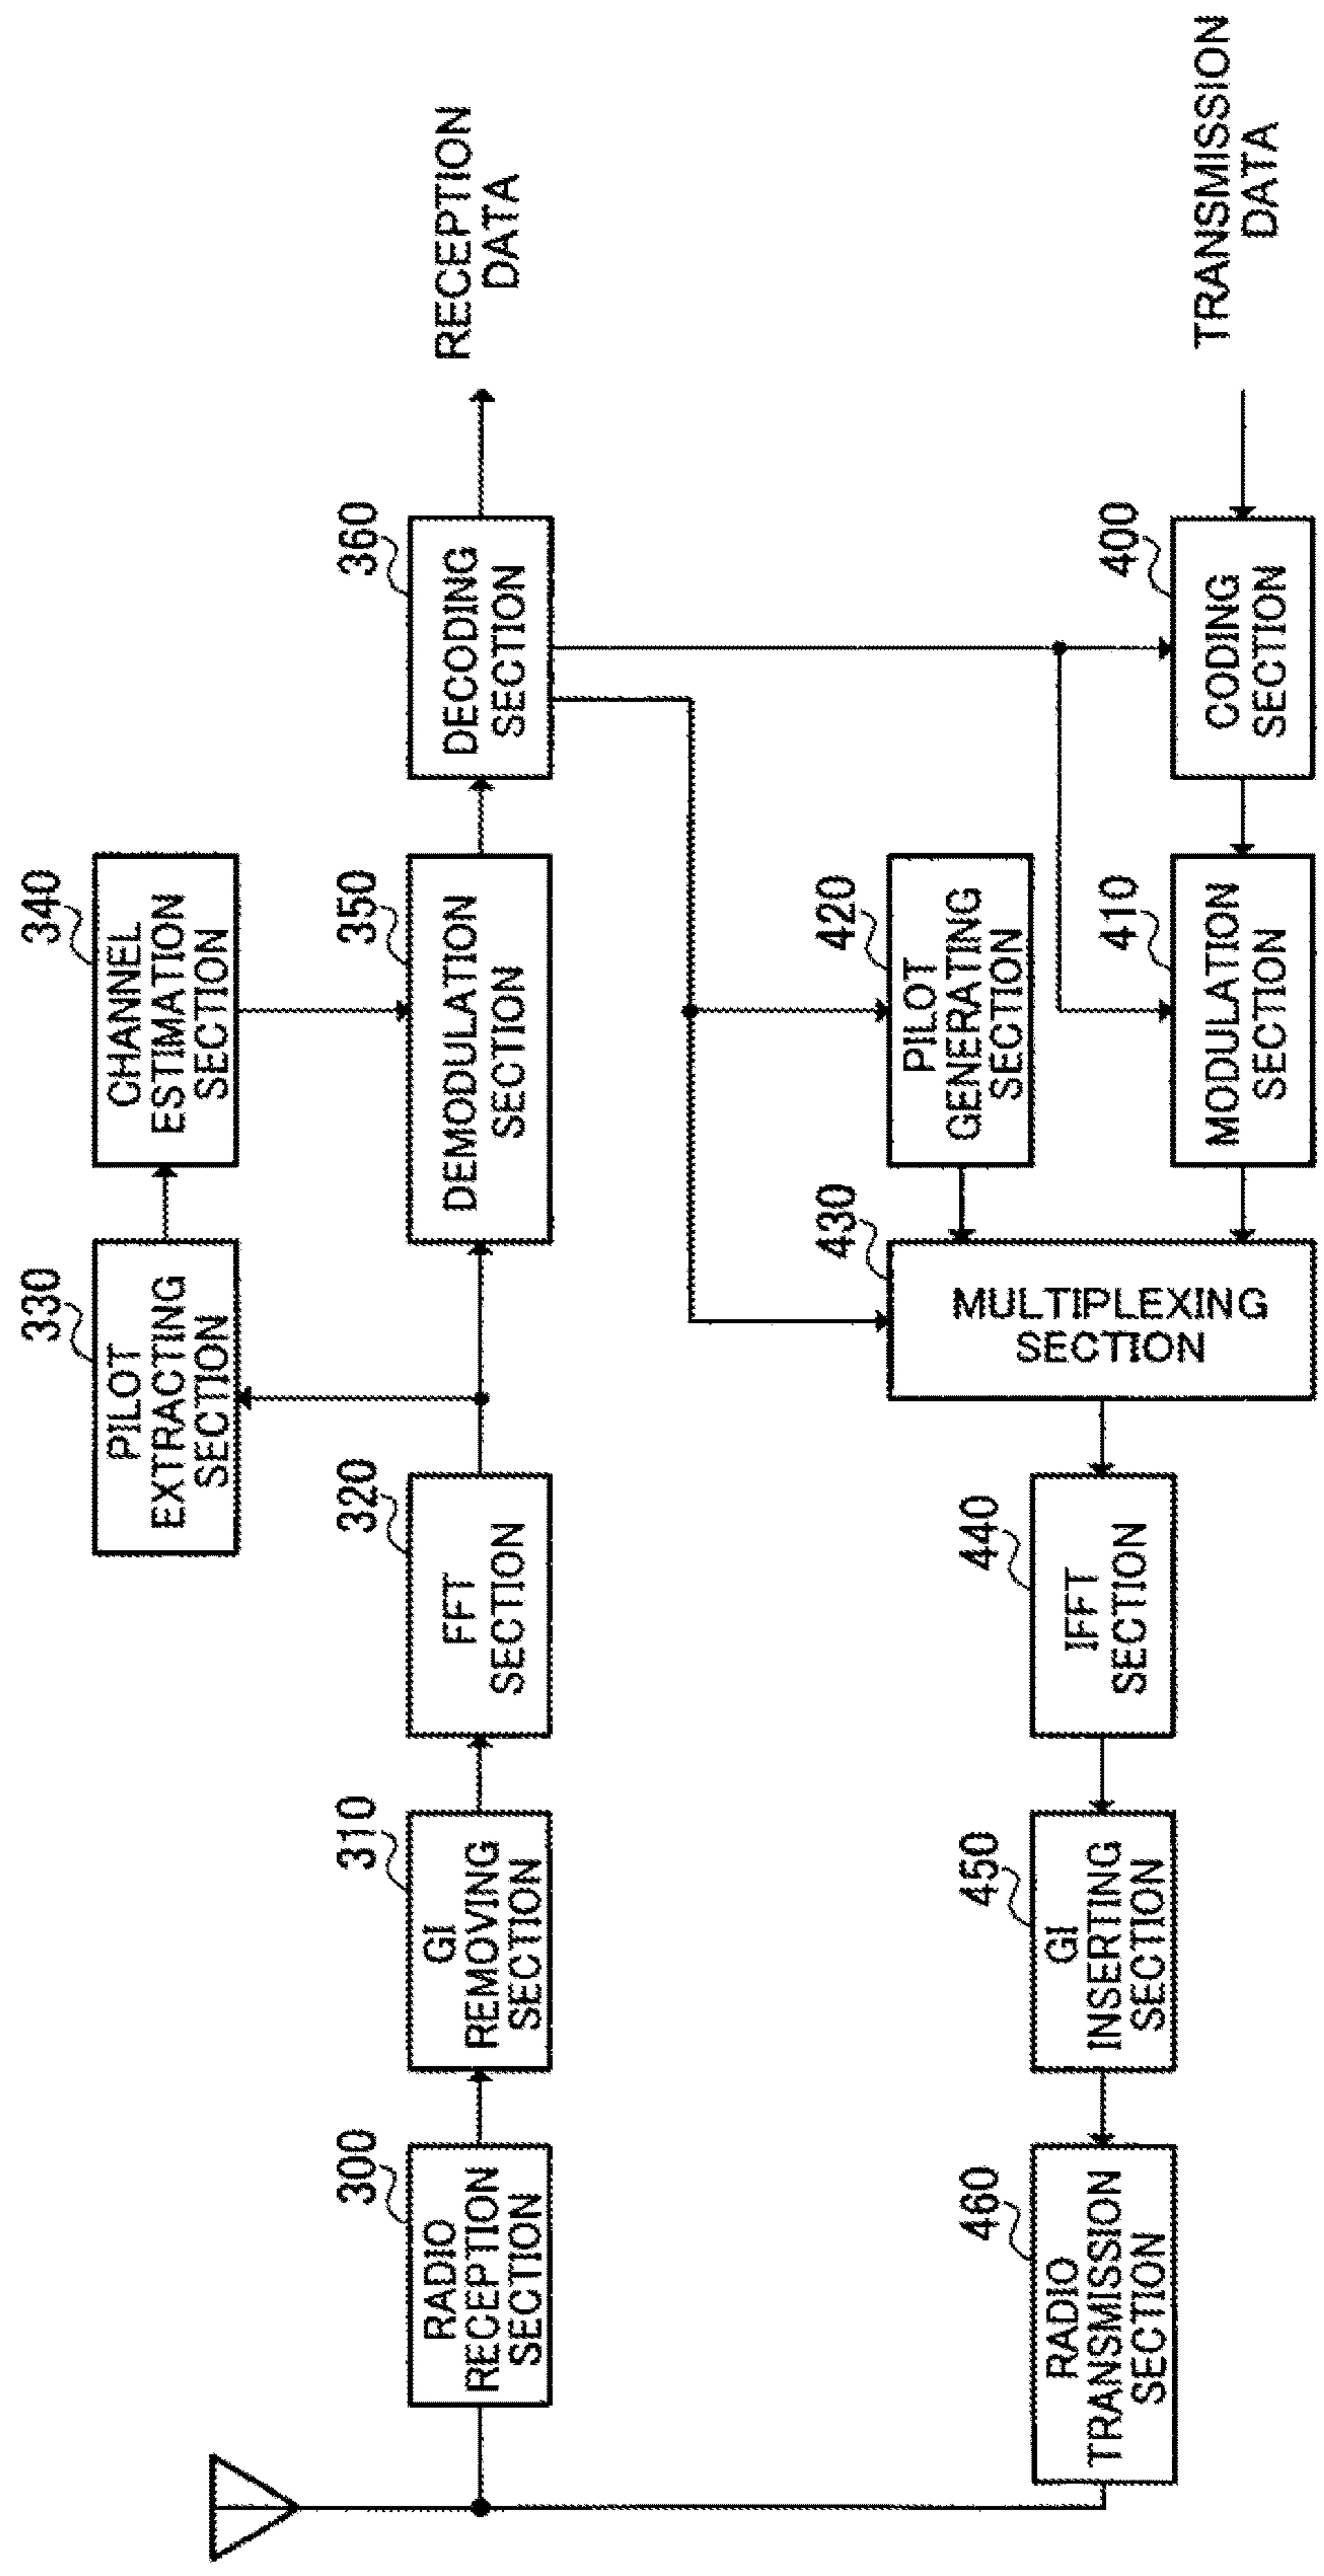 330
PILOT
EXTRACTING
SECTION
340
CHANNEL
ESTIMATION
SECTION
300
RADIO
RECEPTION
SECTION
310
GI
REMOVING
SECTION
320
FFT
SECTION
350
DEMODULATION
SECTION
360
DECODING
SECTION
RECEPTION
DATA
420
PILOT
GENERATING
SECTION
430
MULTIPLEXING
SECTION
460
RADIO
TRANSMISSION
SECTION
450
GI
INSERTING
SECTION
440
IFFT
SECTION
410
MODULATION
SECTION
400
CODING
SECTION
TRANSMISSION
DATA